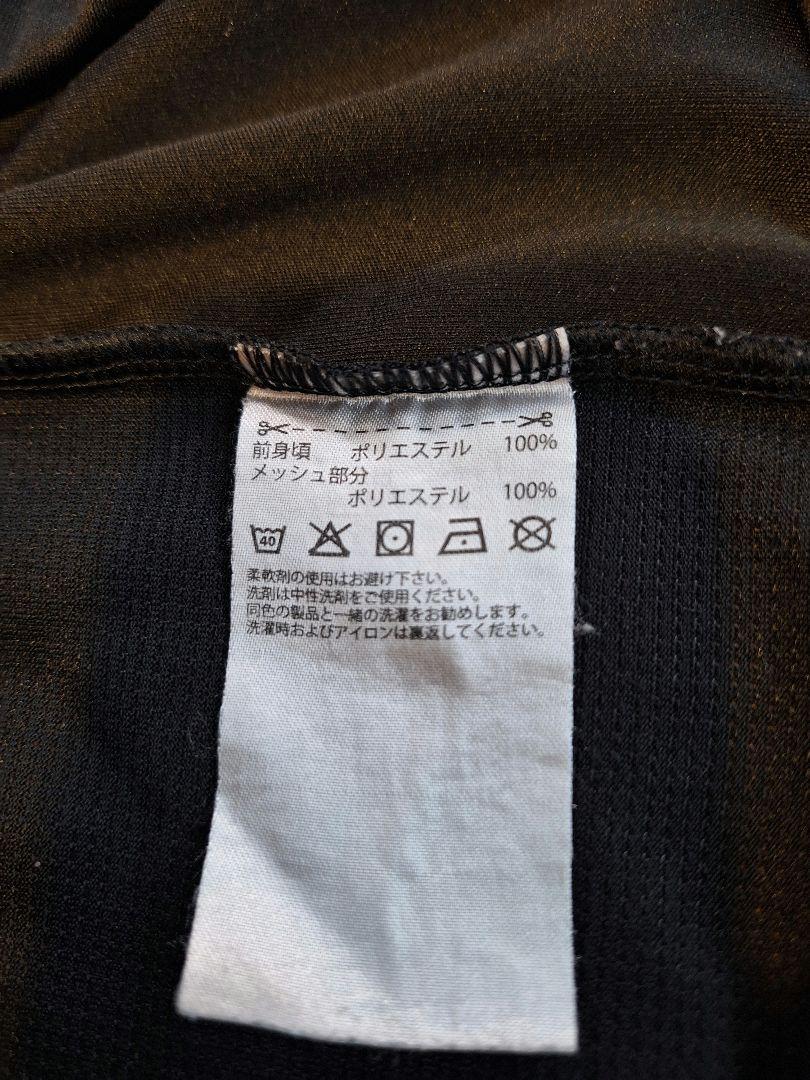 前身頃 ポリエステル 100%
メッシュ部分
ポリエステル 100%
40
柔軟剤の使用はお避け下さい。
洗剤は中性洗剤をご使用ください。
同色の製品と一緒の洗濯をお勧めします。
洗濯時およびアイロンは裏返してください。